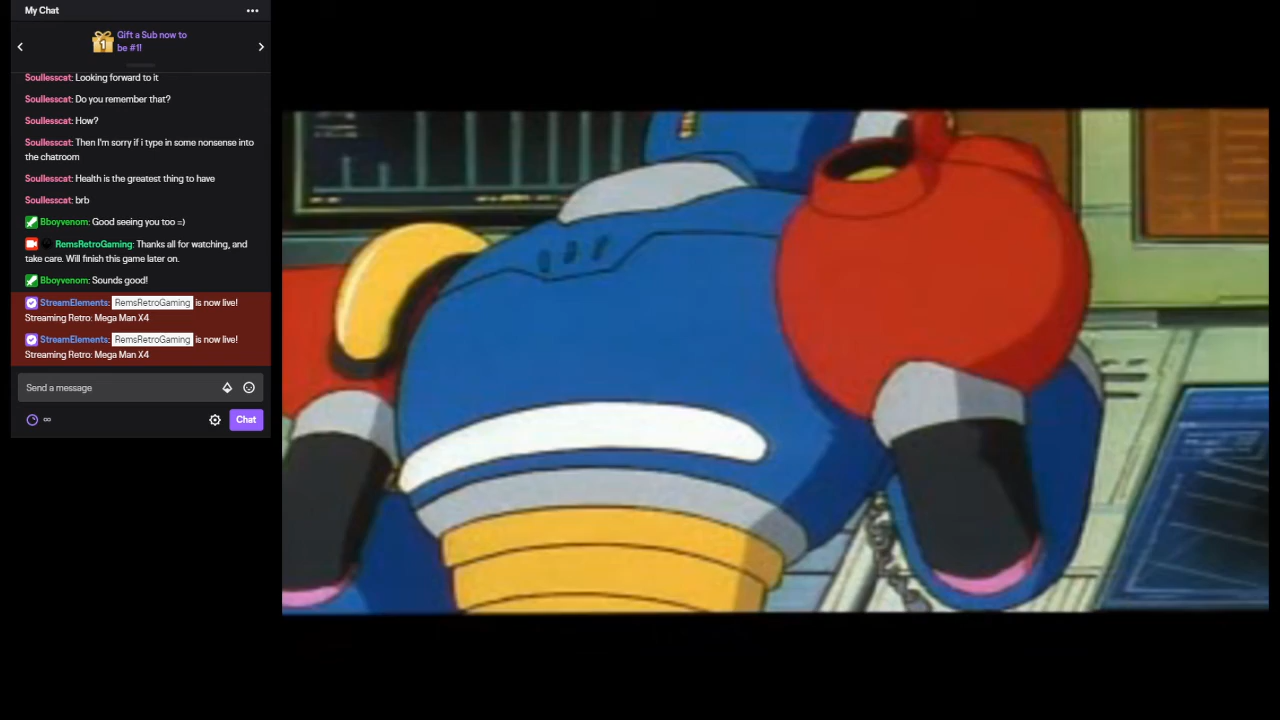 My Chat
Gift a Sub now to
be #1!
1
Soullesscat: Looking forward to it
Soullesscat: Do you remember that?
Soullesscat: How?
Soullesscat: Then I'm sorry if i type in some nonsense into
the chatroom
Soullesscat: Health is the greatest thing to have
Soullesscat: brb
Bboyvenom: Good seeing you too =)
RemsRetroGaming: Thanks all for watching, and
take care. Will finish this game later on.
Bboyvenom: Sounds good!
StreamElements: RemsRetroGaming is now live!
Streaming Retro: Mega Man X4
StreamElements: RemsRetroGaming is now live!
Streaming Retro: Mega Man X4
Send a message
∞
Chat